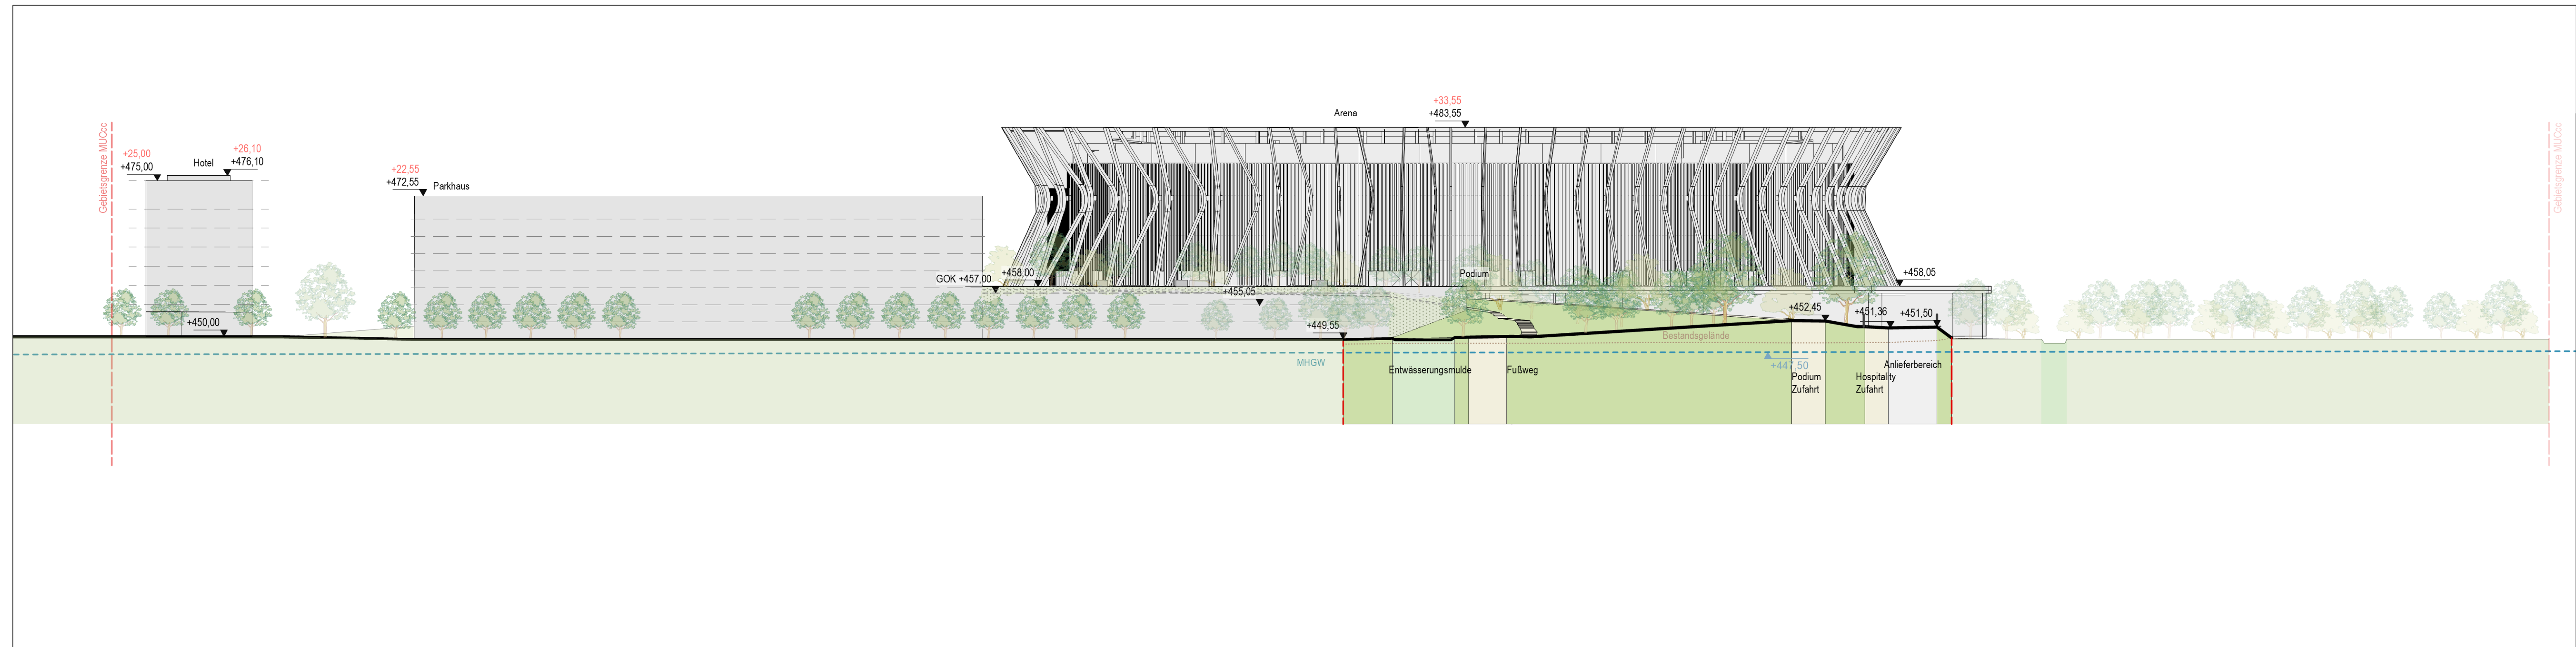 Gebietsgrenze MUCcc
+25,00
+475,00
Hotel
+26,10
+476,10
+450,00
+22,55
+472,55
Parkhaus
GOK +457,00
+458,00
+455,05
Arena
+33,55
+483,55
Podium
+458,05
+449,55
+452,45
+451,36
+451,50
MHGW
Bestandsgelände
+447,50
Entwässerungsmulde
Fußweg
Podium
Zufahrt
Hospitality
Zufahrt
Anlieferbereich
Gebietsgrenze MUCcc